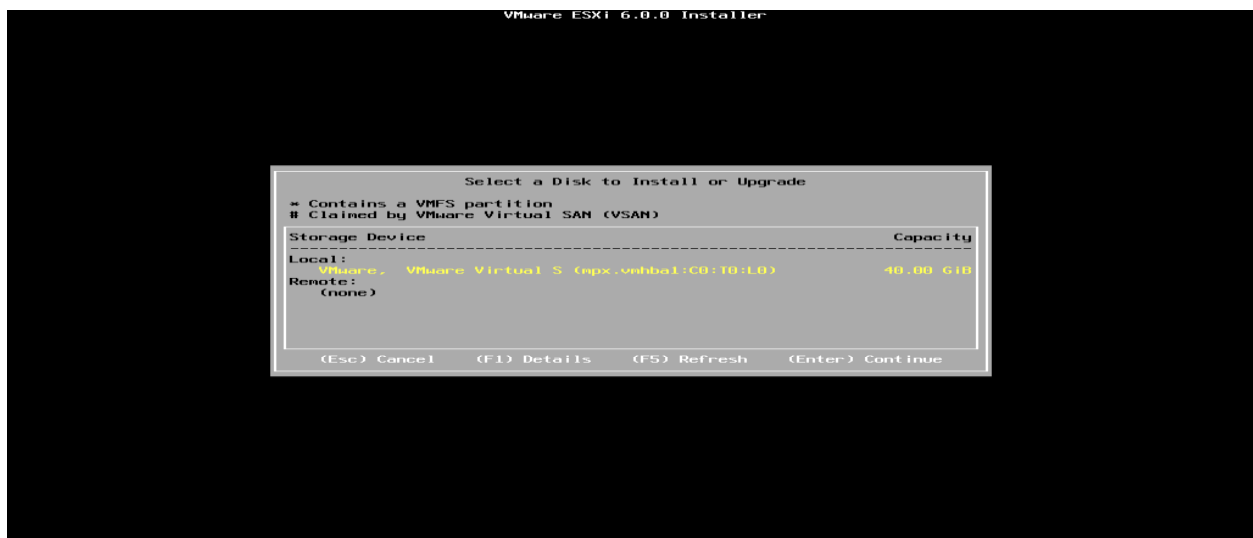 VMware ESXi 6.0.0 Installer
Select a Disk to Install or Upgrade
* Contains a VMFS partition
# Claimed by VMware Virtual SAN (VSAN)
Storage Device Capacity
Local:
VMware, VMware Virtual S (mpx.vmhba1:C0:T0:L0) 40.00 GiB
Remote:
(none)
(Esc) Cancel (F1) Details (F5) Refresh (Enter) Continue